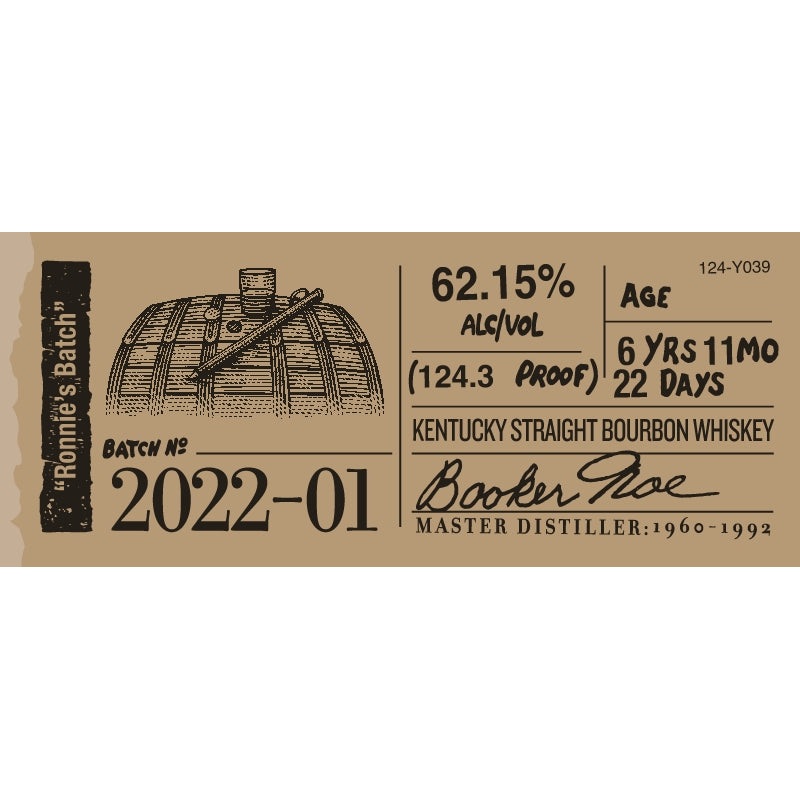 "Ronnie's Batch"
BATCH Nº
2022-01
62.15%
ALC/VOL
(124.3 PROOF)
124-Y039
AGE
6 YRS 11 MO
22 DAYS
KENTUCKY STRAIGHT BOURBON WHISKEY
Booker Noe
MASTER DISTILLER: 1960-1992